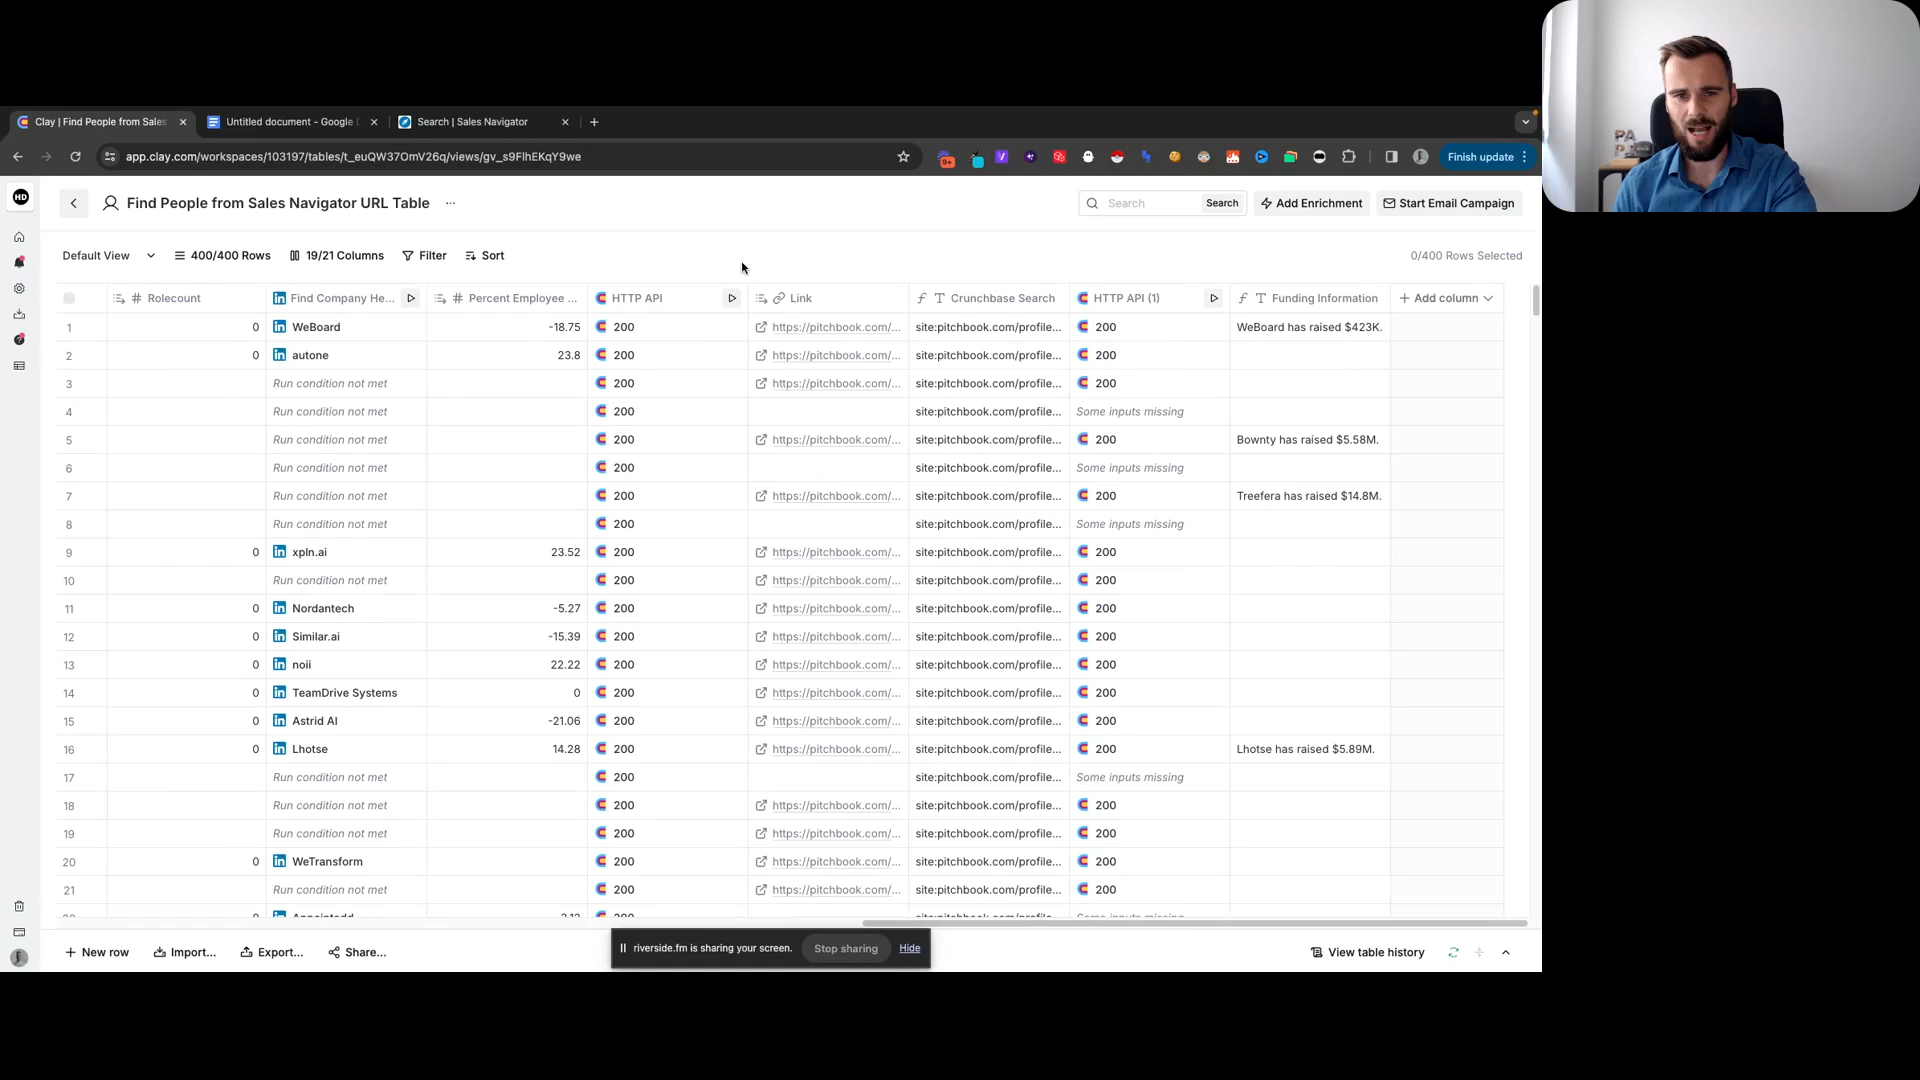 Clay | Find People from Sales
Untitled document - Google
Search | Sales Navigator
app.clay.com/workspaces/103197/tables/t_euQW37OmV26q/views/gv_s9FlhEKqY9we
9+
Finish update
HD
Find People from Sales Navigator URL Table
Search
Search
Add Enrichment
Start Email Campaign
Default View
400/400 Rows
19/21 Columns
Filter
Sort
0/400 Rows Selected
# Rolecount
Find Company He...
# Percent Employee ...
HTTP API
Link
Crunchbase Search
HTTP API (1)
Funding Information
+ Add column
1 0 WeBoard -18.75 200 https://pitchbook.com/... site:pitchbook.com/profile... 200 WeBoard has raised $423K.
2 0 autone 23.8 200 https://pitchbook.com/... site:pitchbook.com/profile... 200
3 Run condition not met 200 https://pitchbook.com/... site:pitchbook.com/profile... 200
4 Run condition not met 200 site:pitchbook.com/profile... Some inputs missing
5 Run condition not met 200 https://pitchbook.com/... site:pitchbook.com/profile... 200 Bownty has raised $5.58M.
6 Run condition not met 200 site:pitchbook.com/profile... Some inputs missing
7 Run condition not met 200 https://pitchbook.com/... site:pitchbook.com/profile... 200 Treefera has raised $14.8M.
8 Run condition not met 200 site:pitchbook.com/profile... Some inputs missing
9 0 xpln.ai 23.52 200 https://pitchbook.com/... site:pitchbook.com/profile... 200
10 Run condition not met 200 https://pitchbook.com/... site:pitchbook.com/profile... 200
11 0 Nordantech -5.27 200 https://pitchbook.com/... site:pitchbook.com/profile... 200
12 0 Similar.ai -15.39 200 https://pitchbook.com/... site:pitchbook.com/profile... 200
13 0 noii 22.22 200 https://pitchbook.com/... site:pitchbook.com/profile... 200
14 0 TeamDrive Systems 0 200 https://pitchbook.com/... site:pitchbook.com/profile... 200
15 0 Astrid AI -21.06 200 https://pitchbook.com/... site:pitchbook.com/profile... 200
16 0 Lhotse 14.28 200 https://pitchbook.com/... site:pitchbook.com/profile... 200 Lhotse has raised $5.89M.
17 Run condition not met 200 site:pitchbook.com/profile... Some inputs missing
18 Run condition not met 200 https://pitchbook.com/... site:pitchbook.com/profile... 200
19 Run condition not met 200 https://pitchbook.com/... site:pitchbook.com/profile... 200
20 0 WeTransform 200 https://pitchbook.com/... site:pitchbook.com/profile... 200
21 Run condition not met 200 https://pitchbook.com/... site:pitchbook.com/profile... 200
+ New row
Import...
Export...
Share...
riverside.fm is sharing your screen.
Stop sharing
Hide
View table history